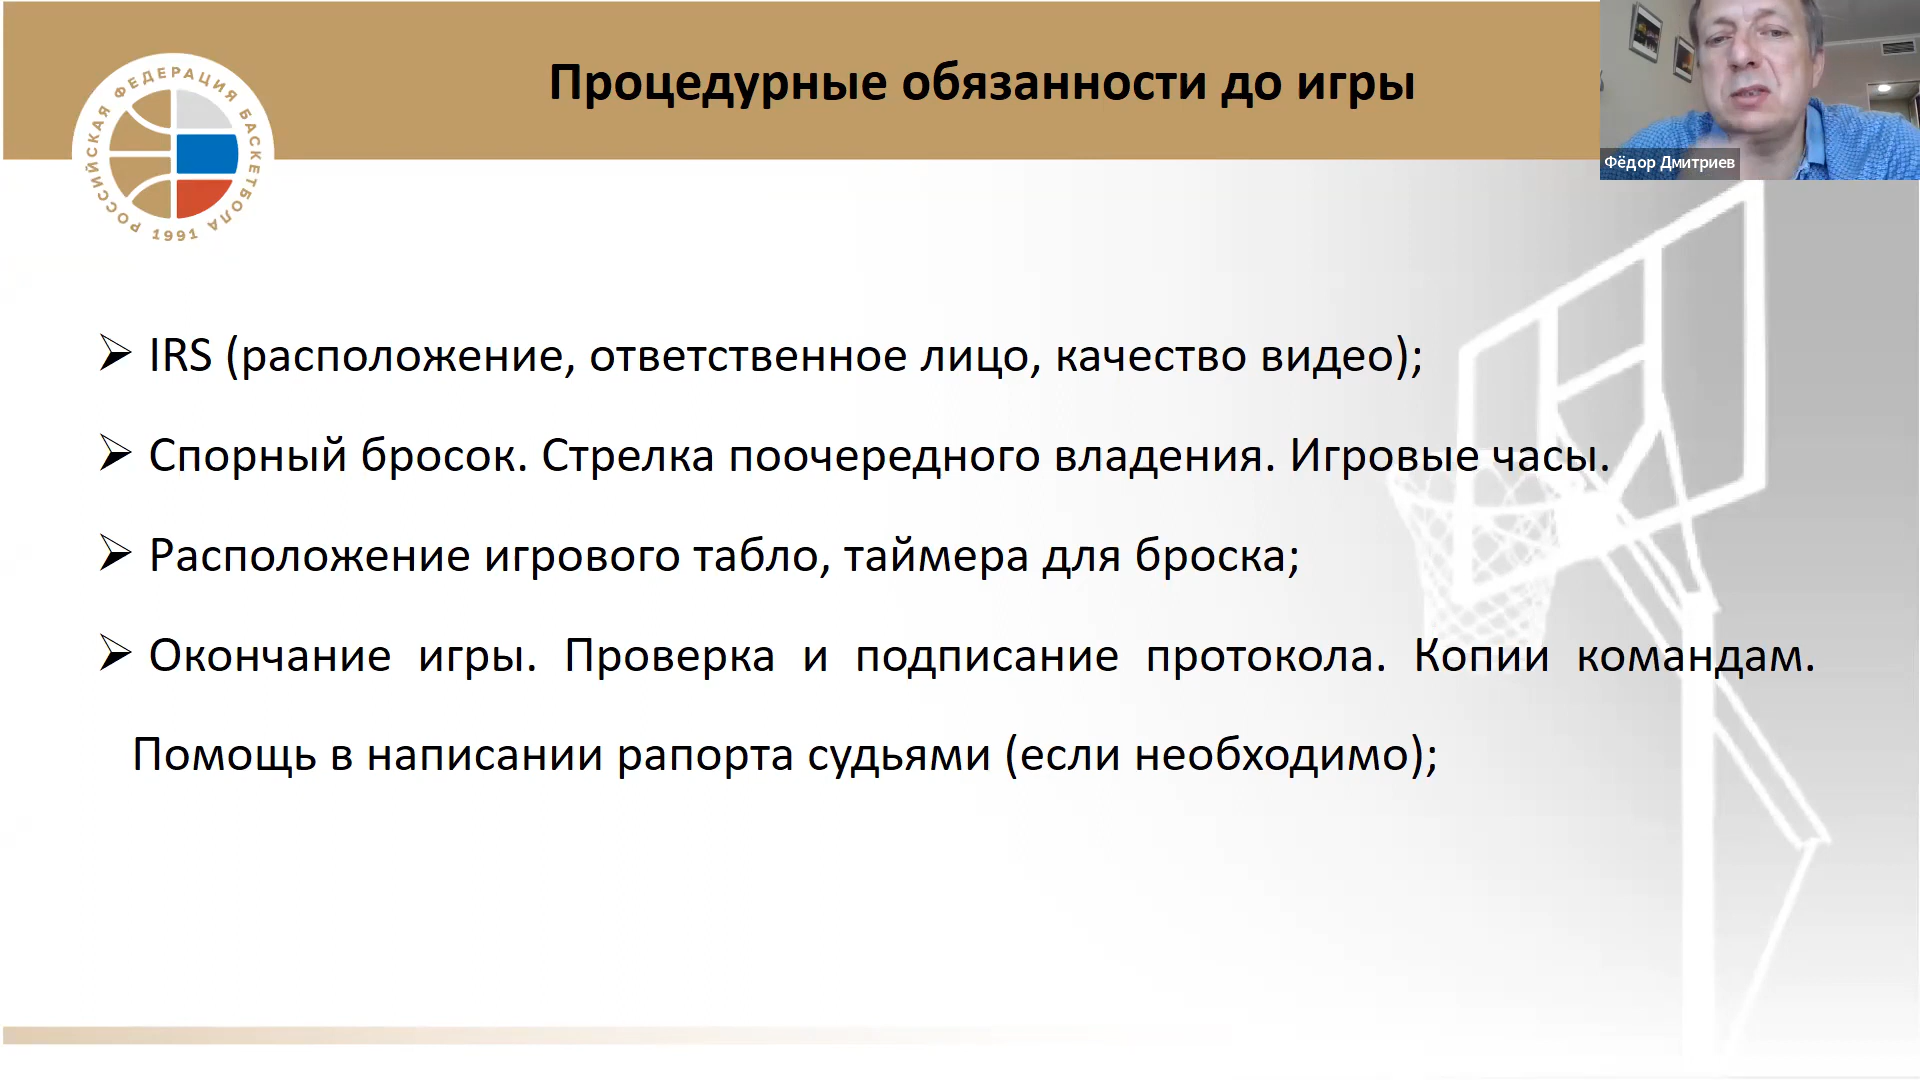 Процедурные обязанности до игры
РОССИЙСКАЯ ФЕДЕРАЦИЯ БАСКЕТБОЛА
1991
Фёдор Дмитриев
IRS (расположение, ответственное лицо, качество видео);
Спорный бросок. Стрелка поочередного владения. Игровые часы.
Расположение игрового табло, таймера для броска;
Окончание игры. Проверка и подписание протокола. Копии командам.
Помощь в написании рапорта судьями (если необходимо);